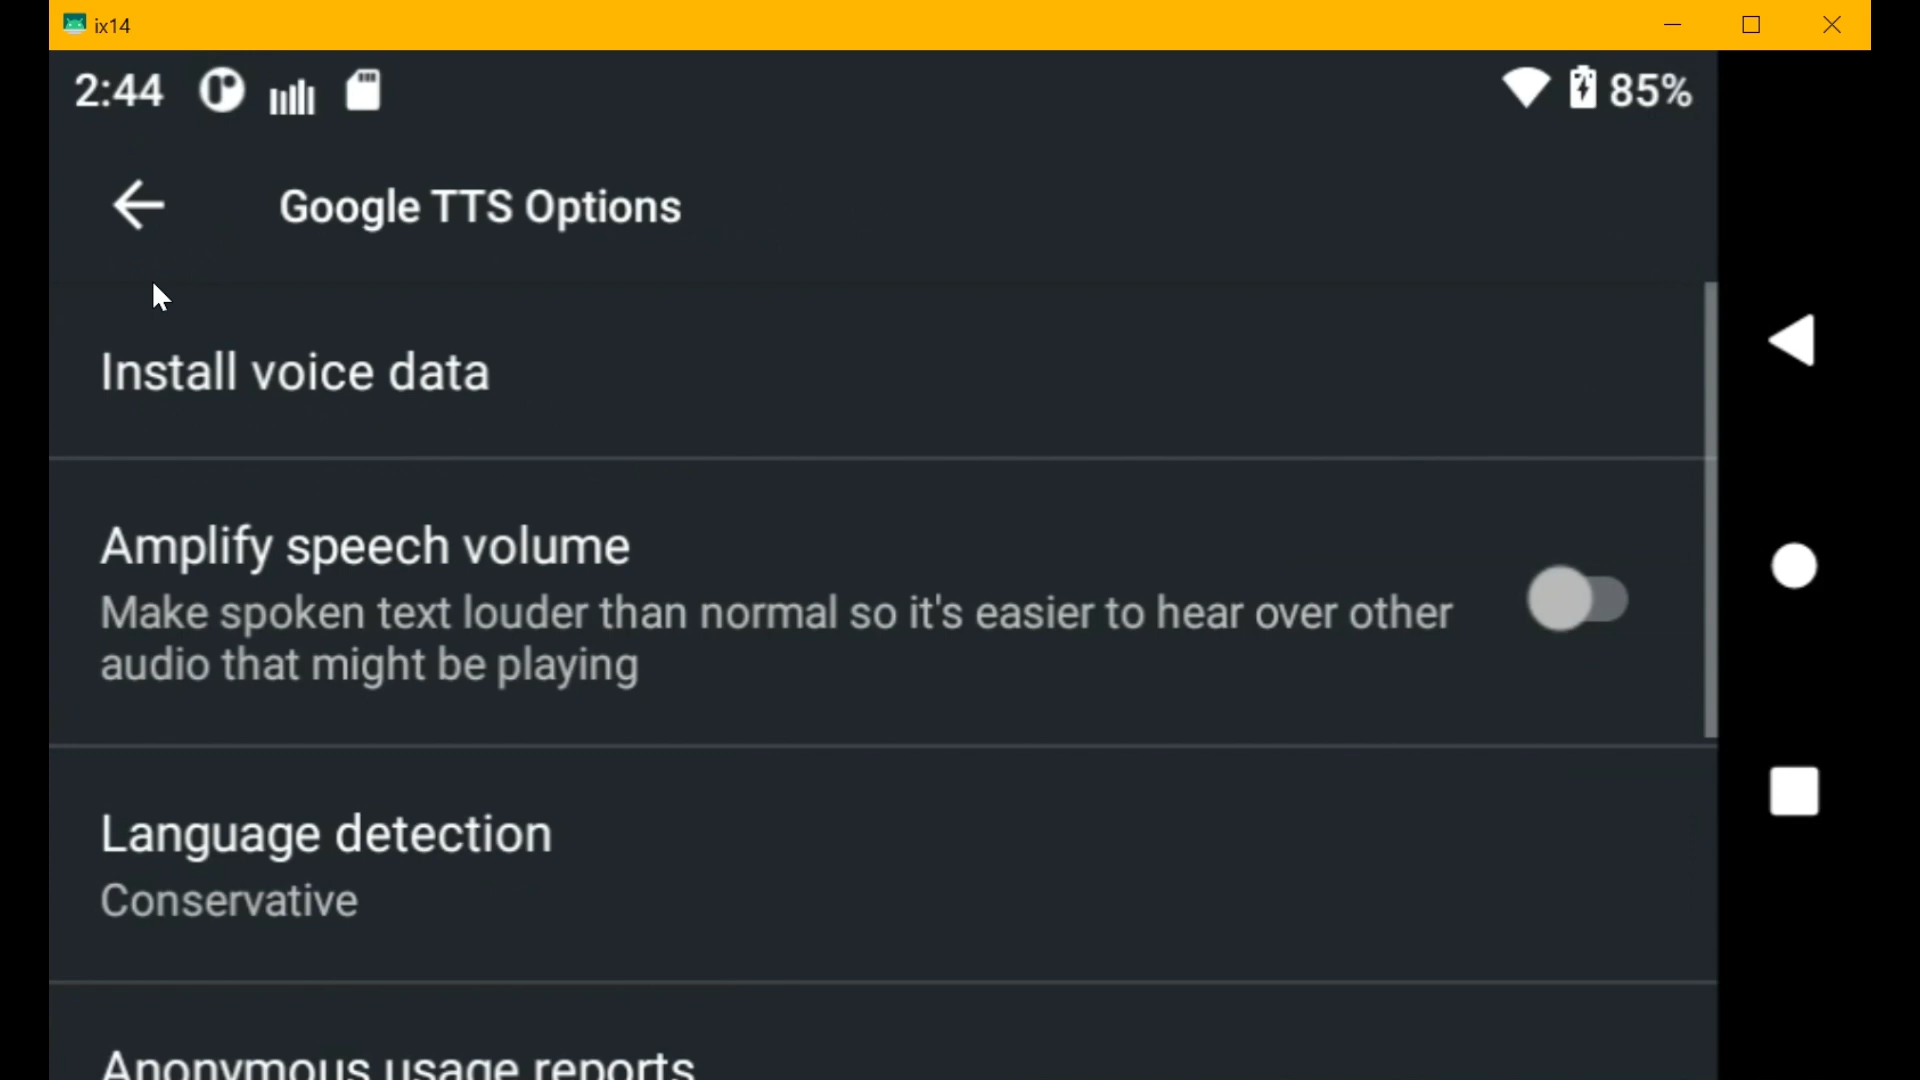 ix14
2:44
85%
Google TTS Options
Install voice data
Amplify speech volume
Make spoken text louder than normal so it's easier to hear over other
audio that might be playing
Language detection
Conservative
Anonymous usage reports